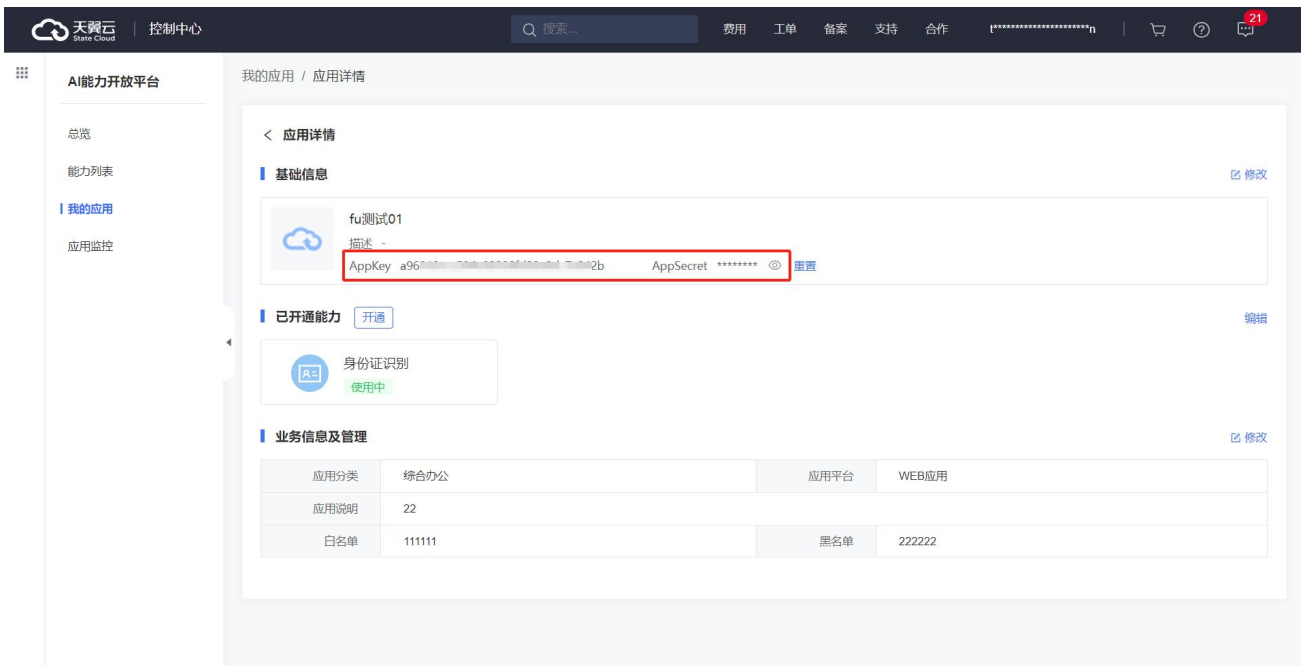 天翼云 State Cloud 控制中心 搜索... 费用 工单 备案 支持 合作 t**********************n 21
AI能力开放平台
总览
能力列表
我的应用
应用监控
我的应用 / 应用详情
应用详情
基础信息 修改
fu测试01
描述 -
AppKey AppSecret ******** 重置
已开通能力 开通 编辑
身份证识别
使用中
业务信息及管理 修改
应用分类 综合办公 应用平台 WEB应用
应用说明 22
白名单 111111 黑名单 222222